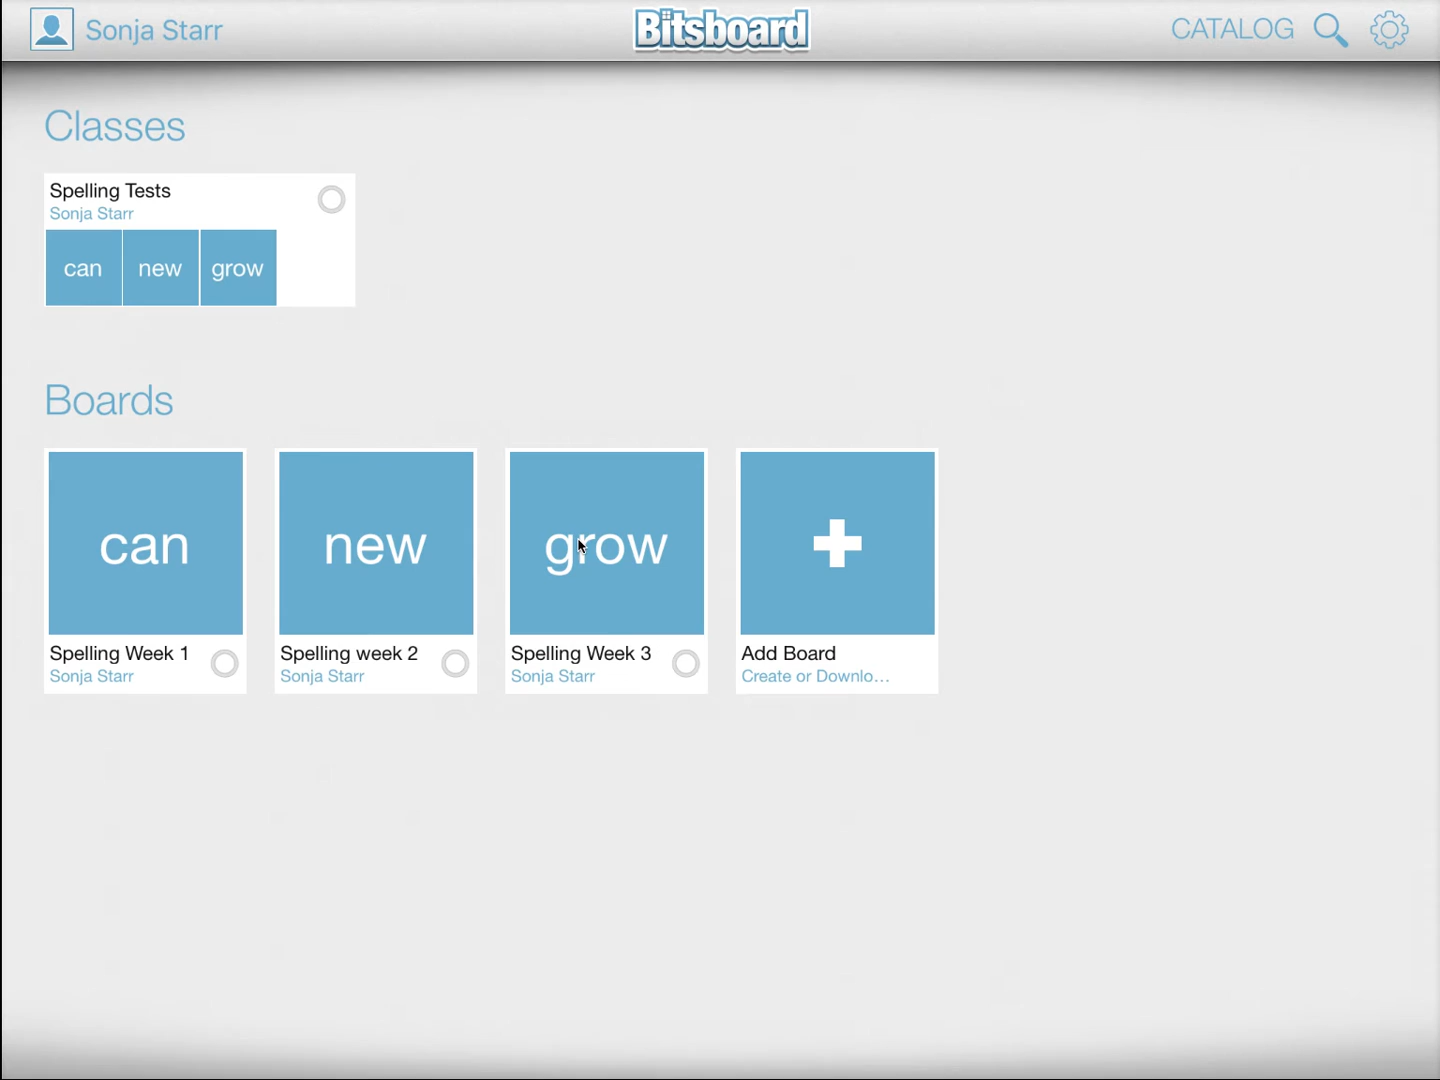 Sonja Starr
Bitsboard
CATALOG
Classes
Spelling Tests
Sonja Starr
can
new
grow
Boards
can
new
grow
Spelling Week 1
Sonja Starr
Spelling week 2
Sonja Starr
Spelling Week 3
Sonja Starr
Add Board
Create or Downlo...